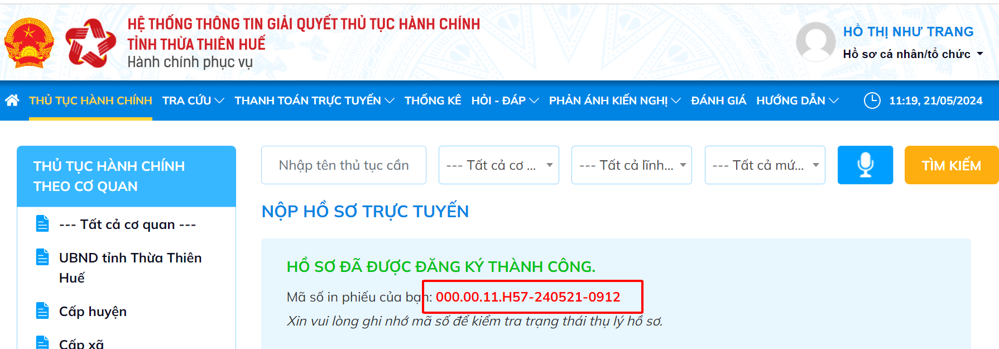 HỆ THỐNG THÔNG TIN GIẢI QUYẾT THỦ TỤC HÀNH CHÍNH
TỈNH THỪA THIÊN HUẾ
Hành chính phục vụ
HỒ THỊ NHƯ TRANG
Hồ sơ cá nhân/tổ chức
THỦ TỤC HÀNH CHÍNH TRA CỨU THANH TOÁN TRỰC TUYẾN THỐNG KÊ HỎI - ĐÁP PHẢN ÁNH KIẾN NGHỊ ĐÁNH GIÁ HƯỚNG DẪN 11:19, 21/05/2024
THỦ TỤC HÀNH CHÍNH
THEO CƠ QUAN
--- Tất cả cơ quan ---
UBND tỉnh Thừa Thiên
Huế
Cấp huyện
Cấp xã
Nhập tên thủ tục cần --- Tất cả cơ ... --- Tất cả lĩnh... --- Tất cả mứ... TÌM KIẾM
NỘP HỒ SƠ TRỰC TUYẾN
HỒ SƠ ĐÃ ĐƯỢC ĐĂNG KÝ THÀNH CÔNG.
Mã số in phiếu của bạn: 000.00.11.H57-240521-0912
Xin vui lòng ghi nhớ mã số để kiểm tra trạng thái thụ lý hồ sơ.